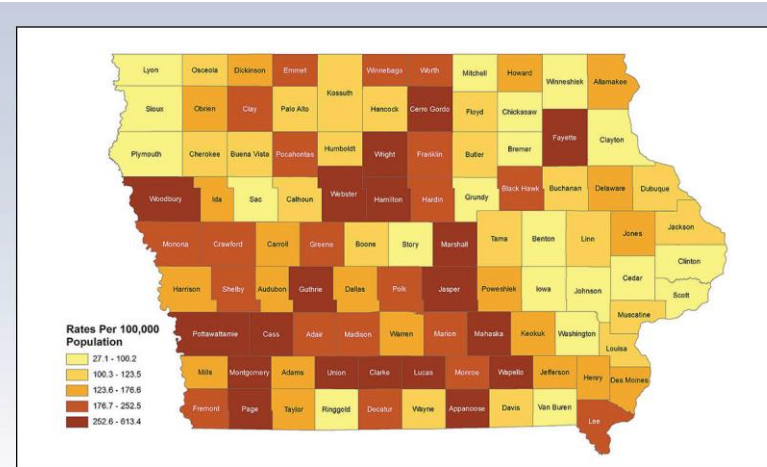 Lyon Osceola Dickinson Emmet Winnebago Worth Mitchell Howard Winneshiek Allamakee
Kossuth
Sioux Obrien Clay Palo Alto Hancock Cerro Gordo Floyd Chickasaw
Fayette Clayton
Plymouth Cherokee Buena Vista Pocahontas Humboldt Wright Franklin Butler Bremer
Woodbury Ida Sac Calhoun Webster Hamilton Hardin Grundy Black Hawk Buchanan Delaware Dubuque
Monona Crawford Carroll Greene Boone Story Marshall Tama Benton Linn Jones Jackson
Clinton
Harrison Shelby Audubon Guthrie Dallas Polk Jasper Poweshiek Iowa Johnson Cedar Scott
Muscatine
Pottawattamie Cass Adair Madison Warren Marion Mahaska Keokuk Washington
Louisa
Mills Montgomery Adams Union Clarke Lucas Monroe Wapello Jefferson Henry Des Moines
Fremont Page Taylor Ringgold Decatur Wayne Appanoose Davis Van Buren Lee
Rates Per 100,000
Population
27.1 - 100.2
100.3 - 123.5
123.6 - 176.6
176.7 - 252.5
252.6 - 613.4